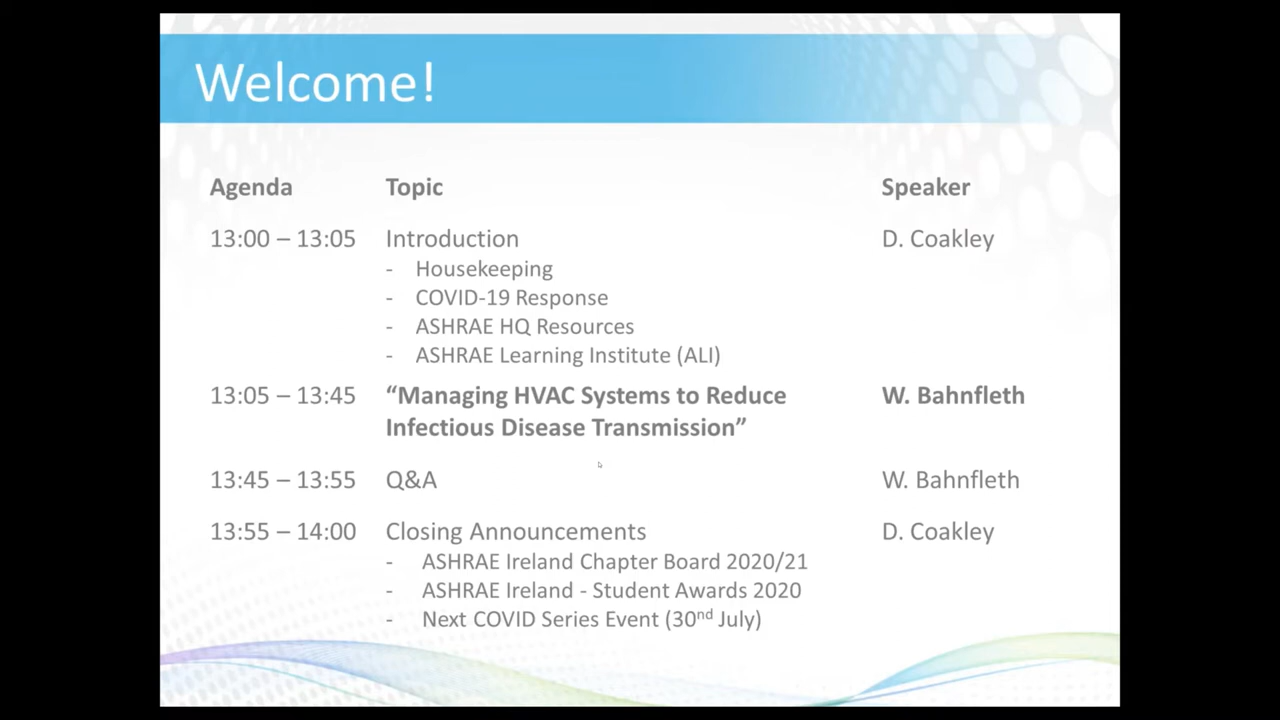 Welcome!
Agenda Topic Speaker
13:00 – 13:05 Introduction D. Coakley
- Housekeeping
- COVID-19 Response
- ASHRAE HQ Resources
- ASHRAE Learning Institute (ALI)
13:05 – 13:45 “Managing HVAC Systems to Reduce W. Bahnfleth
Infectious Disease Transmission”
13:45 – 13:55 Q&A W. Bahnfleth
13:55 – 14:00 Closing Announcements D. Coakley
- ASHRAE Ireland Chapter Board 2020/21
- ASHRAE Ireland - Student Awards 2020
- Next COVID Series Event (30nd July)